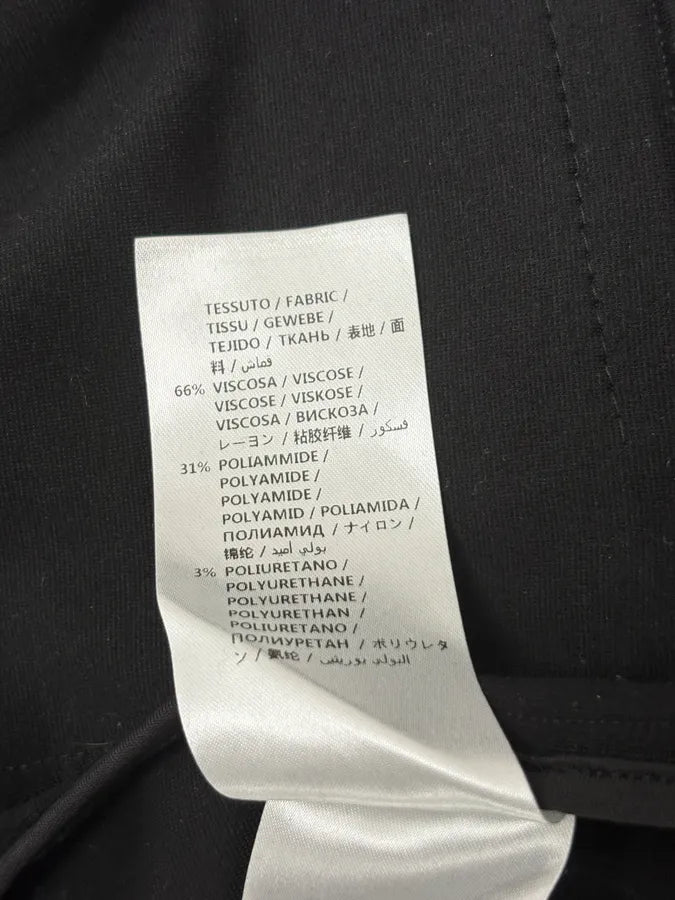 TESSUTO / FABRIC /
TISSU / GEWEBE /
TEJIDO / ТКАНЬ / 表地 / 面
料 / قماش
66% VISCOSA / VISCOSE /
VISCOSE / VISKOSE /
VISCOSA / ВИСКОЗА /
レーヨン / 粘胶纤维 / فسكوز
31% POLIAMMIDE /
POLYAMIDE /
POLYAMIDE /
POLYAMID / POLIAMIDA /
ПОЛИАМИД / ナイロン /
锦纶 / بولي أميد
3% POLIURETANO /
POLYURETHANE /
POLYURETHANE /
POLYURETHAN /
POLIURETANO /
ПОЛИУРЕТАН / ポリウレタ
ン / 氨纶 / البولي يوريثين